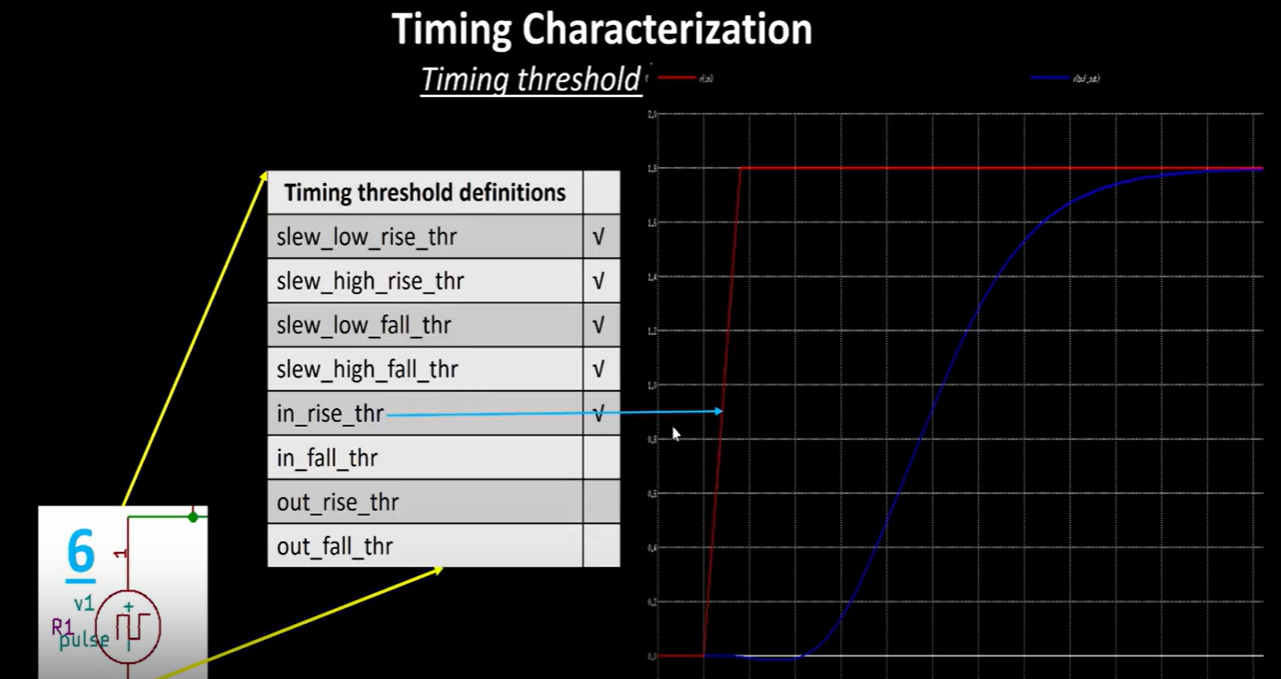 Timing Characterization
Timing threshold
v(in)
v(buf_out)
2.0
1.8
1.6
1.4
1.2
1.0
0.8
0.6
0.4
0.2
0.0
Timing threshold definitions
slew_low_rise_thr √
slew_high_rise_thr √
slew_low_fall_thr √
slew_high_fall_thr √
in_rise_thr √
in_fall_thr
out_rise_thr
out_fall_thr
6
1
v1
+
R1
pulse